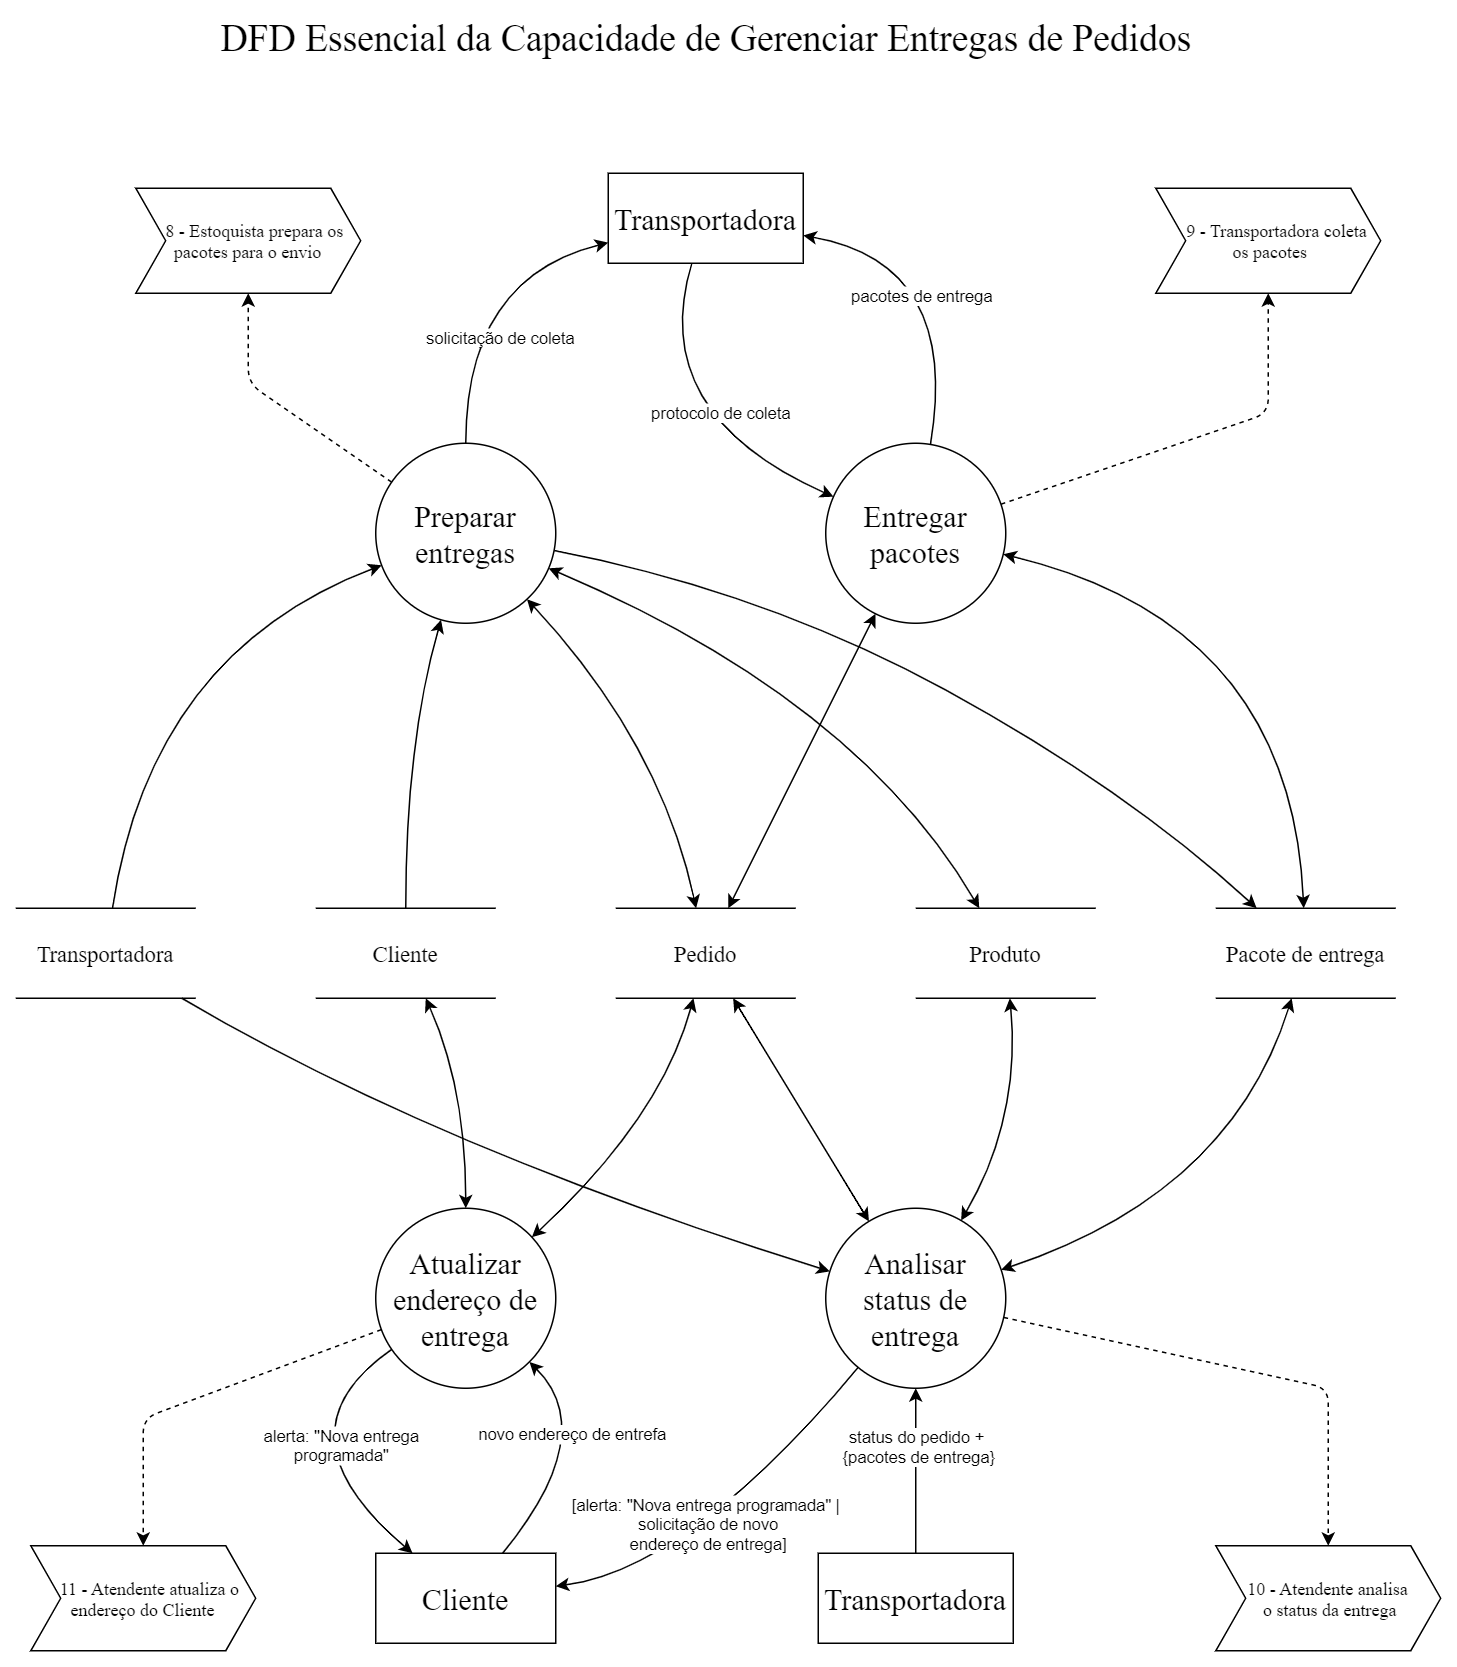 DFD Essencial da Capacidade de Gerenciar Entregas de Pedidos
8 - Estoquista prepara os
pacotes para o envio
Transportadora
9 - Transportadora coleta
os pacotes
pacotes de entrega
solicitação de coleta
protocolo de coleta
Preparar
entregas
Entregar
pacotes
Transportadora
Cliente
Pedido
Produto
Pacote de entrega
Atualizar
endereço de
entrega
Analisar
status de
entrega
alerta: "Nova entrega
programada"
novo endereço de entrefa
status do pedido +
{pacotes de entrega}
[alerta: "Nova entrega programada" |
solicitação de novo
endereço de entrega]
11 - Atendente atualiza o
endereço do Cliente
Cliente
Transportadora
10 - Atendente analisa
o status da entrega